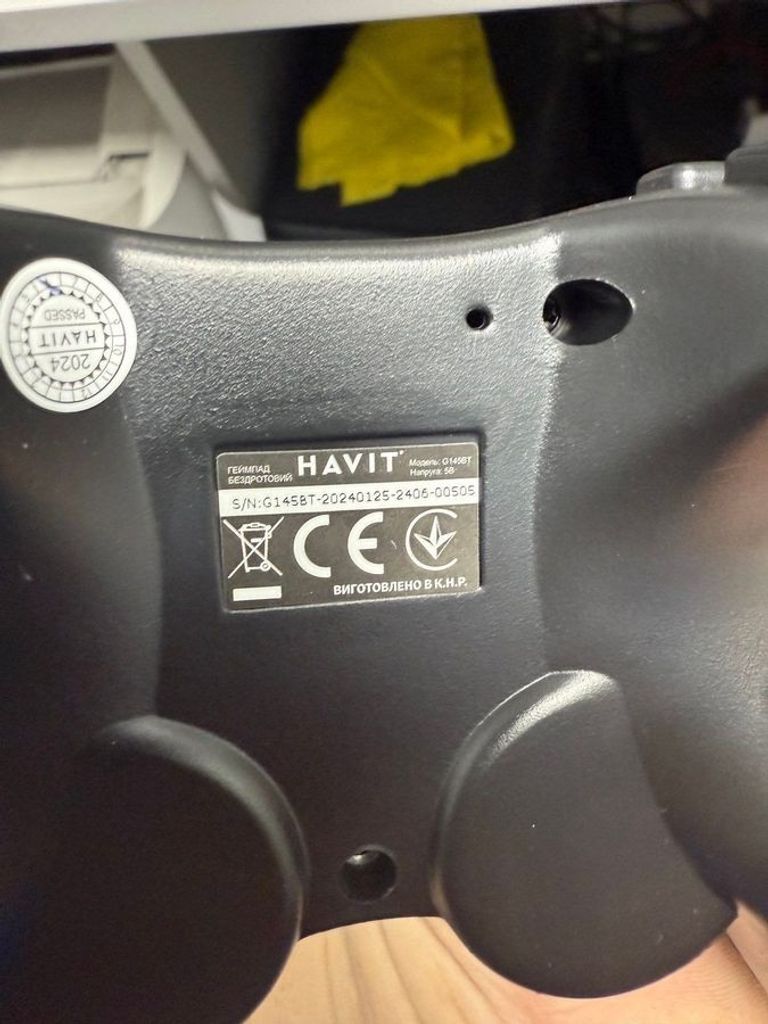 2024
HAVIT
PASSED
ГЕЙМПАД
БЕЗДРОТОВИЙ
HAVIT
Модель: G145BT
Напруга: 5В
S/N:G145BT-20240125-2406-00505
CE
ВИГОТОВЛЕНО В К.Н.Р.